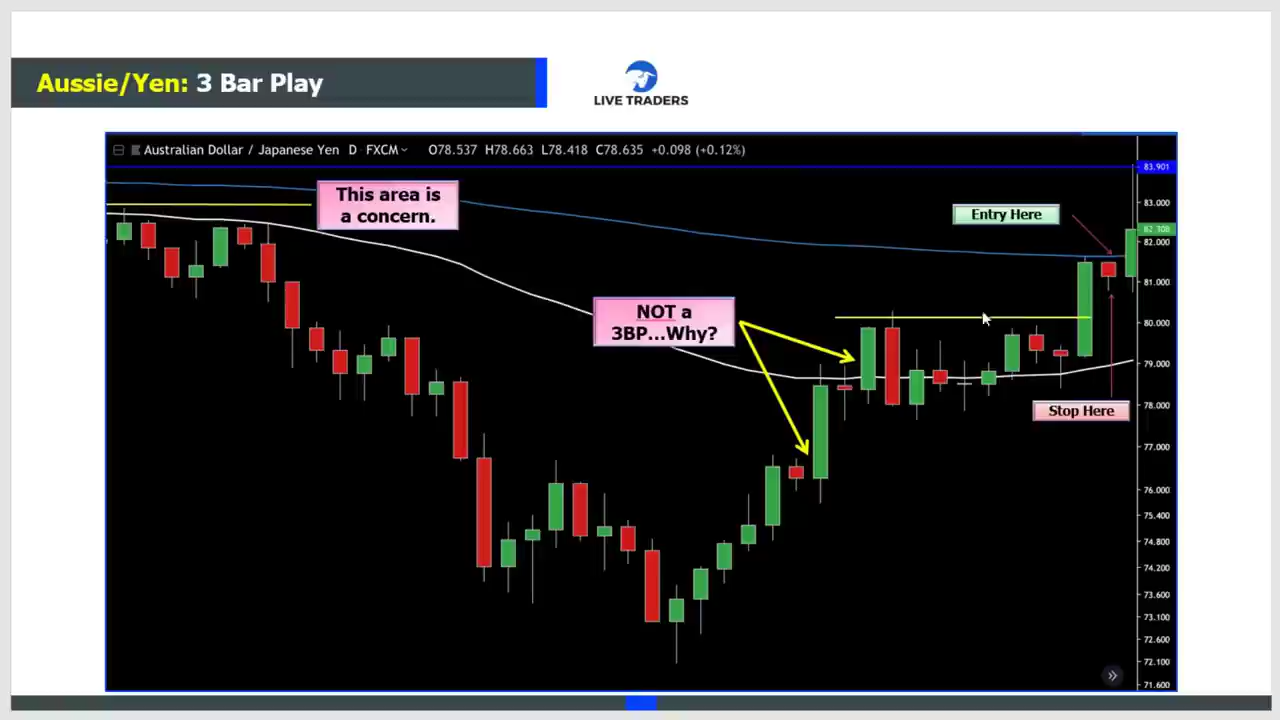 Aussie/Yen: 3 Bar Play
LIVE TRADERS
Australian Dollar / Japanese Yen D FXCM O78.537 H78.663 L78.418 C78.635 +0.098 (+0.12%)
83.901
This area is
a concern.
83.000
Entry Here
82.308
82.000
81.000
NOT a
3BP...Why?
80.000
79.000
78.000
Stop Here
77.000
76.000
75.400
74.800
74.200
73.600
73.100
72.600
72.100
71.600